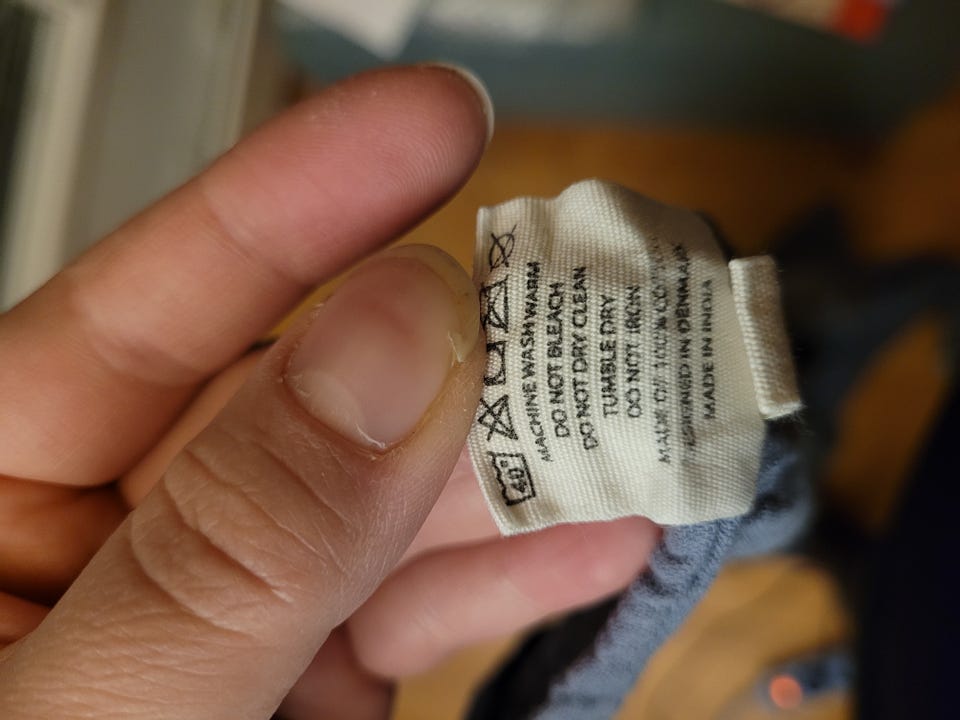 40°
MACHINE WASH WARM
DO NOT BLEACH
DO NOT DRY CLEAN
TUMBLE DRY
DO NOT IRON
MADE OF 100% COTTON
DESIGNED IN DENMARK
MADE IN INDIA